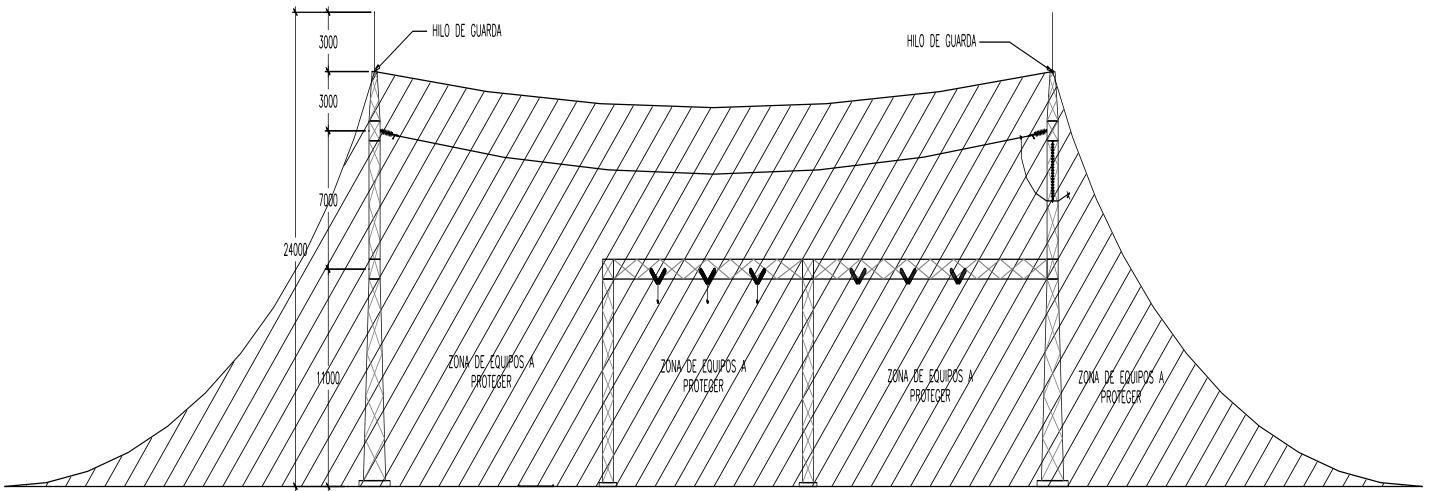 3000
HILO DE GUARDA
HILO DE GUARDA
3000
7000
24000
11000
ZONA DE EQUIPOS A
PROTEGER
ZONA DE EQUIPOS A
PROTEGER
ZONA DE EQUIPOS A
PROTEGER
ZONA DE EQUIPOS A
PROTEGER